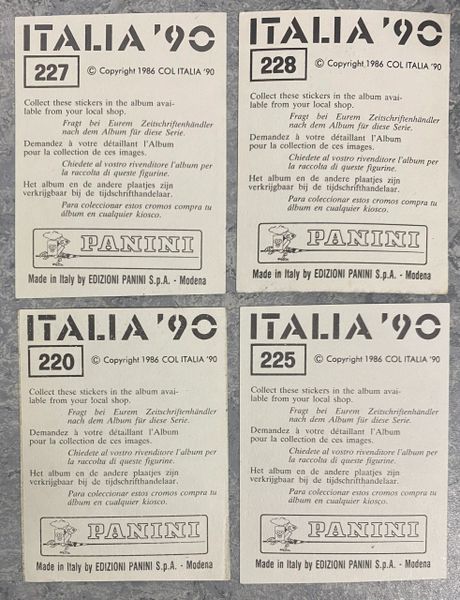 ITALIA '90
227
© Copyright 1986 COL ITALIA '90
Collect these stickers in the album avai-
lable from your local shop.
Fragt bei Eurem Zeitschriftenhändler
nach dem Album für diese Serie.
Demandez à votre détaillant l'Album
pour la collection de ces images.
Chiedete al vostro rivenditore l'album per
la raccolta di queste figurine.
Het album en de andere plaatjes zijn
verkrijgbaar bij de tijdschrifthandelaar.
Para coleccionar estos cromos compra tu
álbum en cualquier kiosco.
PANINI
Made in Italy by EDIZIONI PANINI S.p.A. - Modena
ITALIA '90
228
© Copyright 1986 COL ITALIA '90
Collect these stickers in the album avai-
lable from your local shop.
Fragt bei Eurem Zeitschriftenhändler
nach dem Album für diese Serie.
Demandez à votre détaillant l'Album
pour la collection de ces images.
Chiedete al vostro rivenditore l'album per
la raccolta di queste figurine.
Het album en de andere plaatjes zijn
verkrijgbaar bij de tijdschrifthandelaar.
Para coleccionar estos cromos compra tu
álbum en cualquier kiosco.
PANINI
Made in Italy by EDIZIONI PANINI S.p.A. - Modena
ITALIA '90
220
© Copyright 1986 COL ITALIA '90
Collect these stickers in the album avai-
lable from your local shop.
Fragt bei Eurem Zeitschriftenhändler
nach dem Album für diese Serie.
Demandez à votre détaillant l'Album
pour la collection de ces images.
Chiedete al vostro rivenditore l'album per
la raccolta di queste figurine.
Het album en de andere plaatjes zijn
verkrijgbaar bij de tijdschrifthandelaar.
Para coleccionar estos cromos compra tu
álbum en cualquier kiosco.
PANINI
Made in Italy by EDIZIONI PANINI S.p.A. - Modena
ITALIA '90
225
© Copyright 1986 COL ITALIA '90
Collect these stickers in the album avai-
lable from your local shop.
Fragt bei Eurem Zeitschriftenhändler
nach dem Album für diese Serie.
Demandez à votre détaillant l'Album
pour la collection de ces images.
Chiedete al vostro rivenditore l'album per
la raccolta di queste figurine.
Het album en de andere plaatjes zijn
verkrijgbaar bij de tijdschrifthandelaar.
Para coleccionar estos cromos compra tu
álbum en cualquier kiosco.
PANINI
Made in Italy by EDIZIONI PANINI S.p.A. - Modena